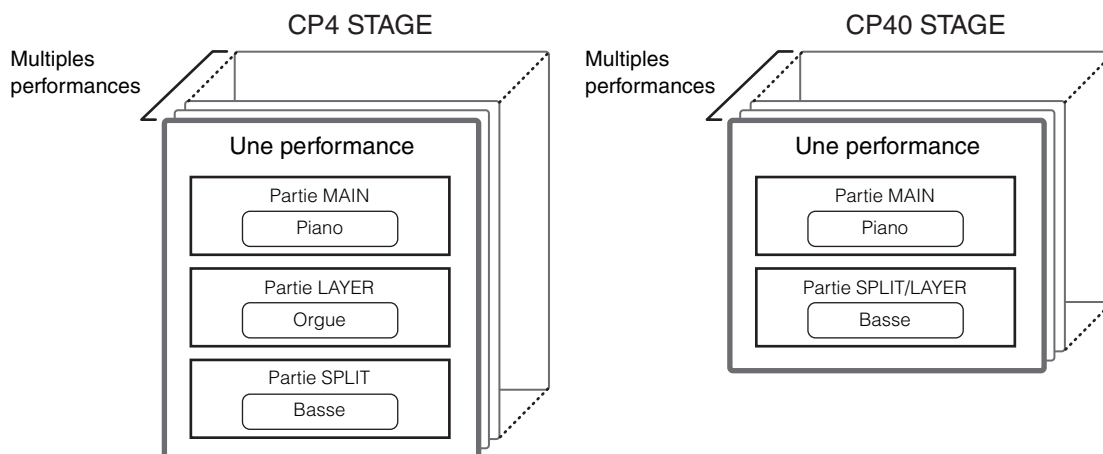 CP4 STAGE
Multiples
performances
Une performance
Partie MAIN
Piano
Partie LAYER
Orgue
Partie SPLIT
Basse
CP40 STAGE
Multiples
performances
Une performance
Partie MAIN
Piano
Partie SPLIT/LAYER
Basse